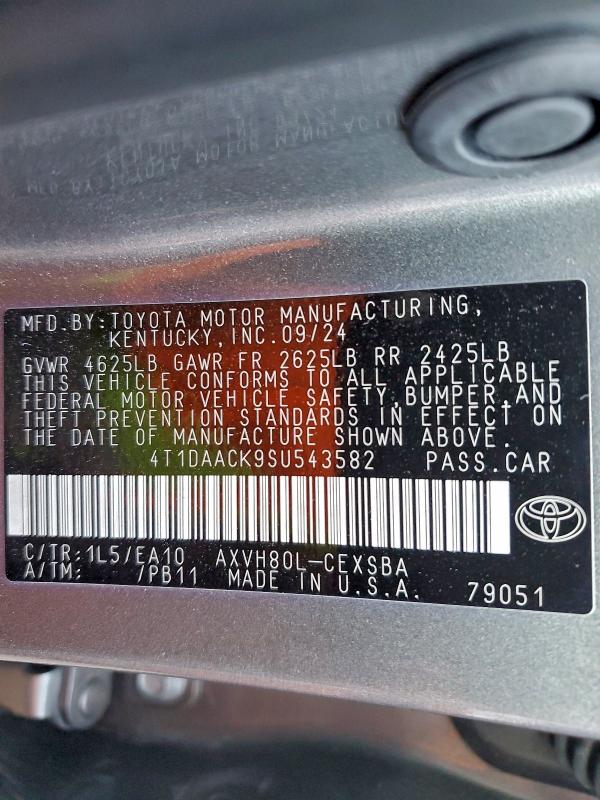 MFD.BY:TOYOTA MOTOR MANUFACTURING,
KENTUCKY,INC.09/24
GVWR 4625LB GAWR FR 2625LB RR 2425LB
THIS VEHICLE CONFORMS TO ALL APPLICABLE
FEDERAL MOTOR VEHICLE SAFETY,BUMPER,AND
THEFT PREVENTION STANDARDS IN EFFECT ON
THE DATE OF MANUFACTURE SHOWN ABOVE.
4T1DAACK9SU543582 PASS.CAR
C/TR:1L5/EA10 AXVH80L-CEXSBA
A/TM: /PB11 MADE IN U.S.A. 79051